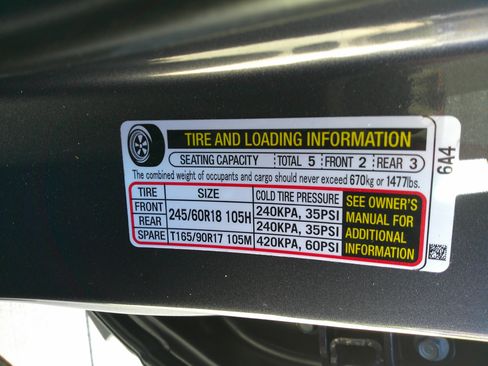 TIRE AND LOADING INFORMATION
SEATING CAPACITY TOTAL 5 FRONT 2 REAR 3
The combined weight of occupants and cargo should never exceed 670kg or 1477lbs.
TIRE SIZE COLD TIRE PRESSURE
FRONT 245/60R18 105H 240KPA, 35PSI
REAR 240KPA, 35PSI
SPARE T165/90R17 105M 420KPA, 60PSI
SEE OWNER'S
MANUAL FOR
ADDITIONAL
INFORMATION
6A4